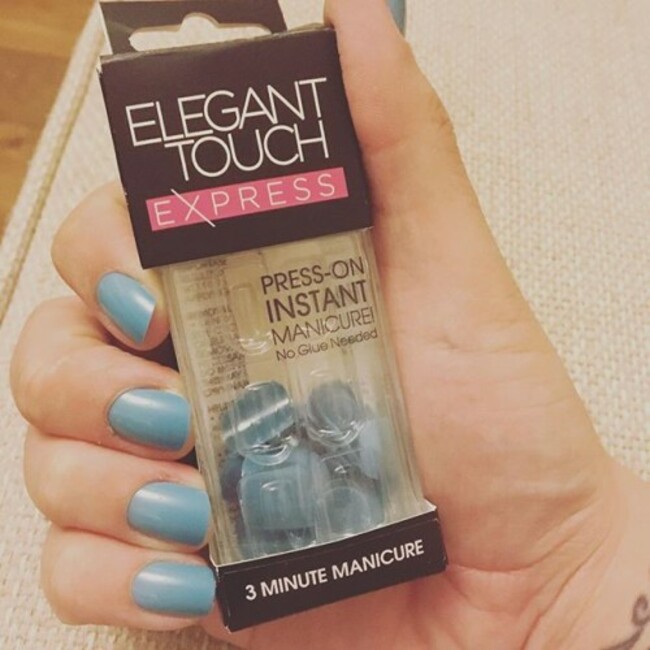 ELEGANT
TOUCH
EXPRESS
PRESS-ON
INSTANT
MANICURE!
No Glue Needed
3 MINUTE MANICURE